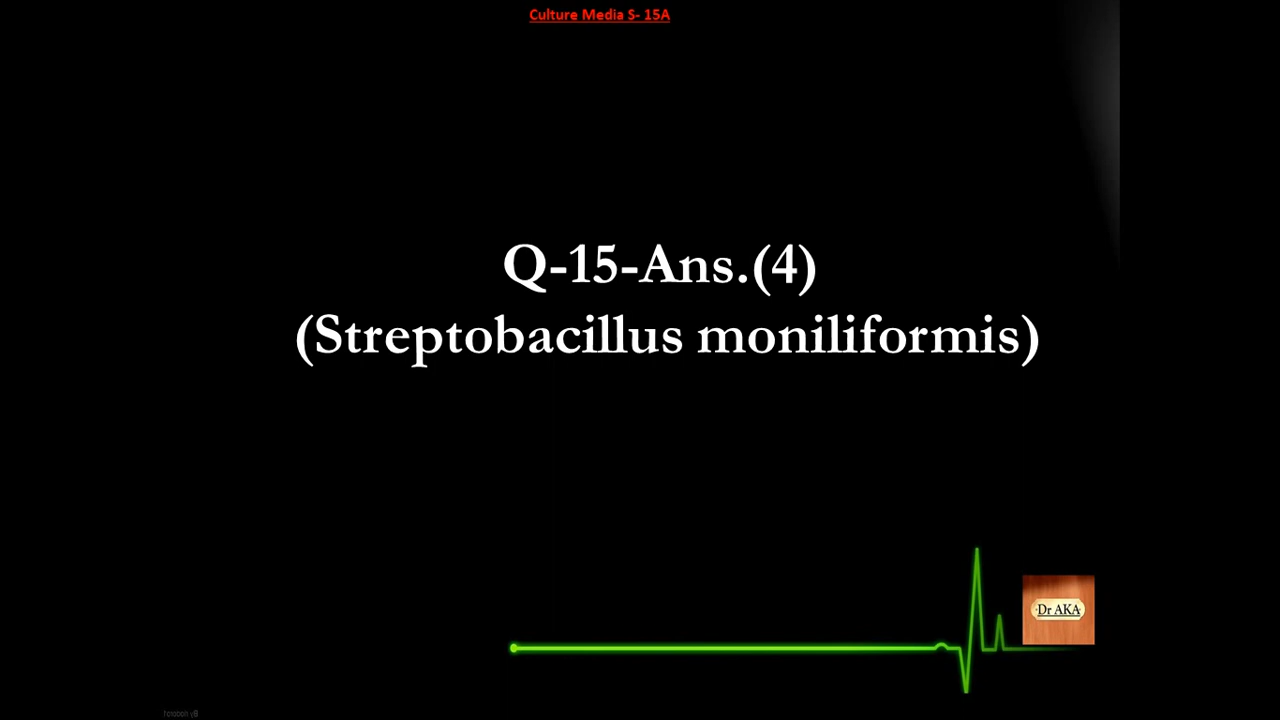 Culture Media S- 15A
Q-15-Ans.(4)
(Streptobacillus moniliformis)
Dr AKA